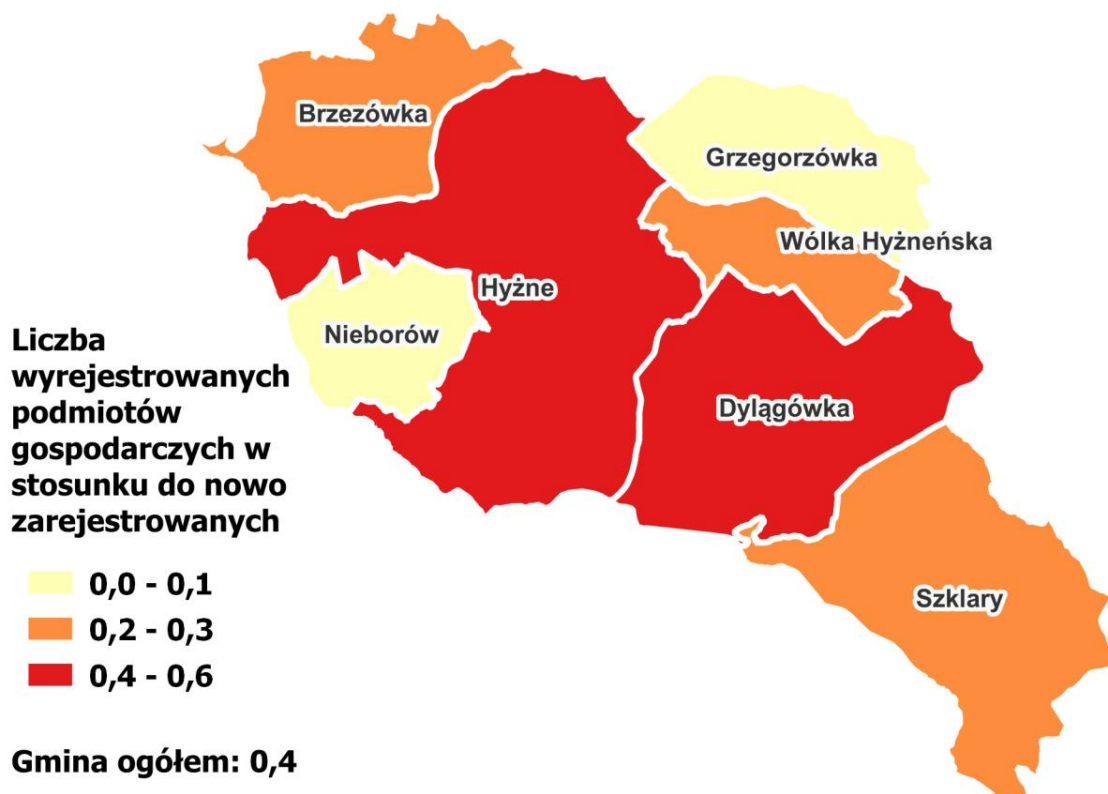 Brzezówka
Grzegorzówka
Wólka Hyżneńska
Hyżne
Nieborów
Dylągówka
Szklary
Liczba
wyrejestrowanych
podmiotów
gospodarczych w
stosunku do nowo
zarejestrowanych
0,0 - 0,1
0,2 - 0,3
0,4 - 0,6
Gmina ogółem: 0,4